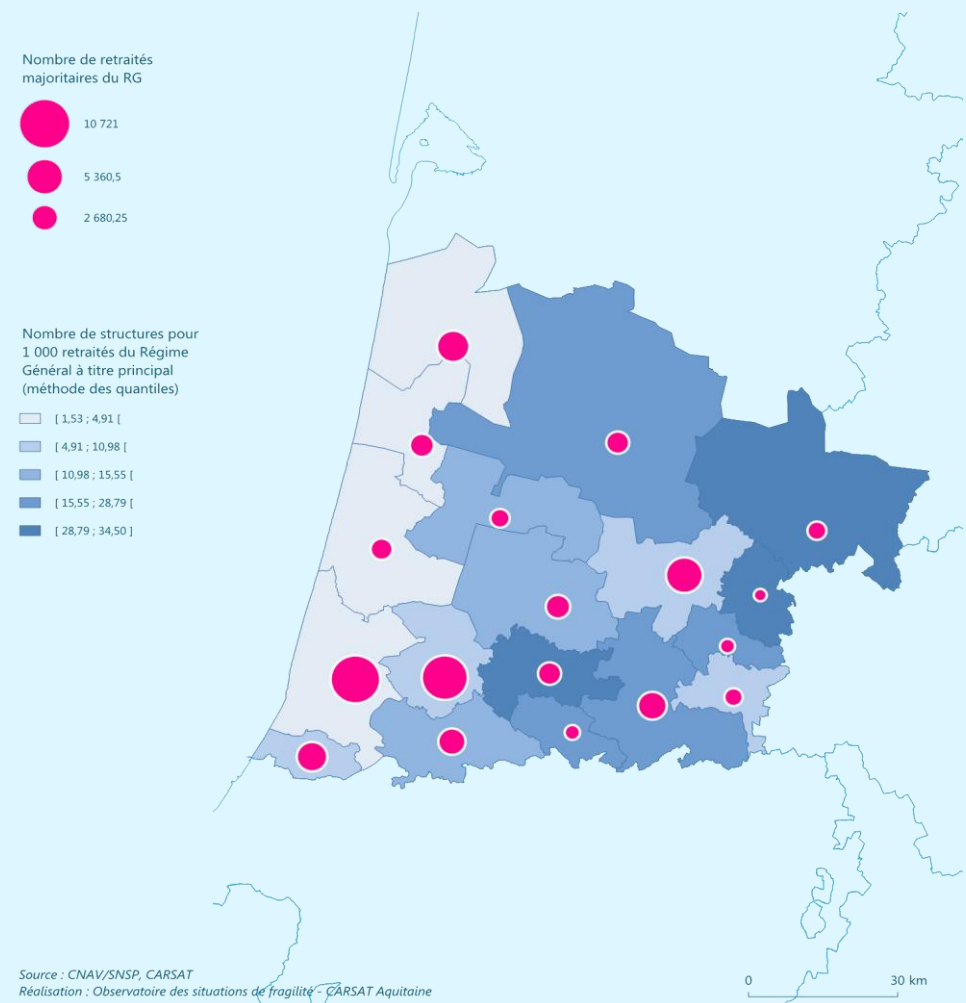 Nombre de retraités
majoritaires du RG
10 721
5 360,5
2 680,25
Nombre de structures pour
1 000 retraités du Régime
Général à titre principal
(méthode des quantiles)
[ 1,53 ; 4,91 [
[ 4,91 ; 10,98 [
[ 10,98 ; 15,55 [
[ 15,55 ; 28,79 [
[ 28,79 ; 34,50 ]
Source : CNAV/SNSP, CARSAT
Réalisation : Observatoire des situations de fragilité - CARSAT Aquitaine
0 30 km